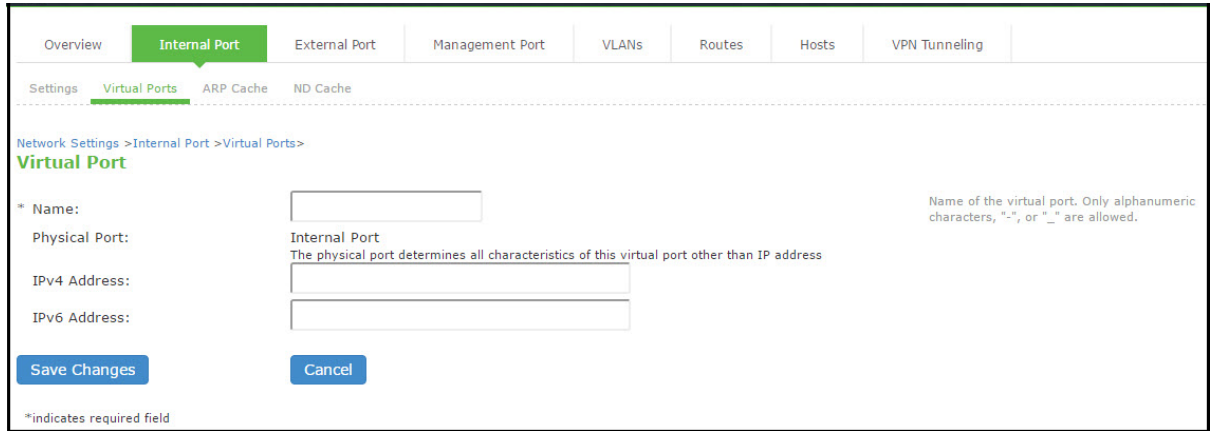 Overview Internal Port External Port Management Port VLANs Routes Hosts VPN Tunneling
Settings Virtual Ports ARP Cache ND Cache
Network Settings >Internal Port >Virtual Ports>
Virtual Port
* Name:
Name of the virtual port. Only alphanumeric
characters, "-", or "_" are allowed.
Physical Port: Internal Port
The physical port determines all characteristics of this virtual port other than IP address
IPv4 Address:
IPv6 Address:
Save Changes Cancel
*indicates required field